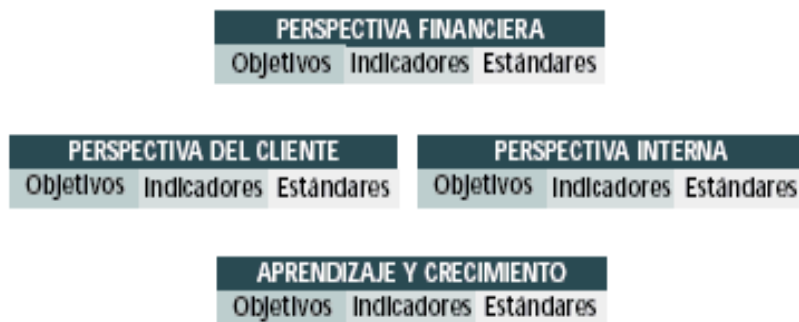 PERSPECTIVA FINANCIERA
Objetivos Indicadores Estándares
PERSPECTIVA DEL CLIENTE
Objetivos Indicadores Estándares
PERSPECTIVA INTERNA
Objetivos Indicadores Estándares
APRENDIZAJE Y CRECIMIENTO
Objetivos Indicadores Estándares